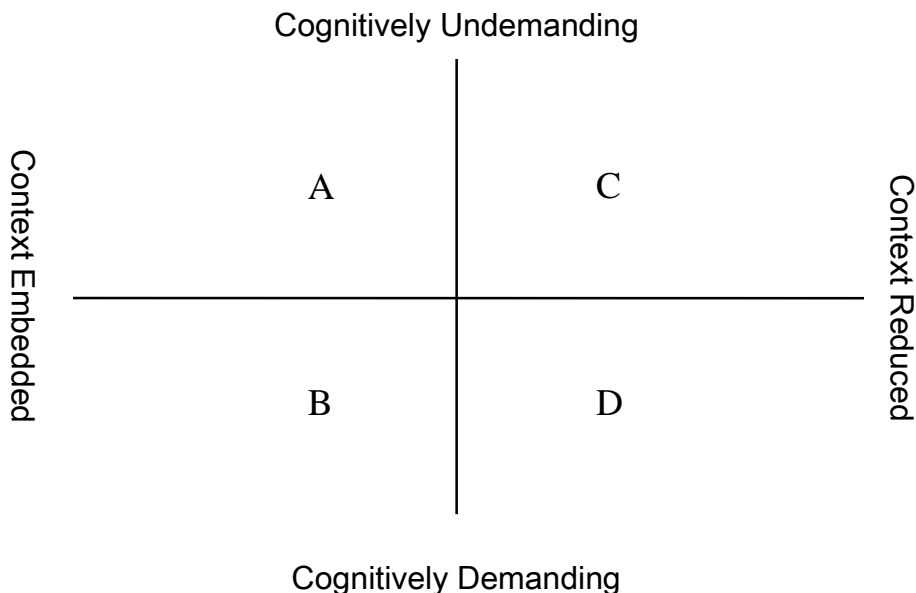 Cognitively Undemanding
Context Embedded
A
C
Context Reduced
B
D
Cognitively Demanding